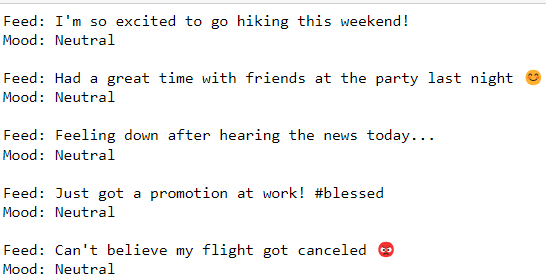 Feed: I'm so excited to go hiking this weekend!
Mood: Neutral
Feed: Had a great time with friends at the party last night 😊
Mood: Neutral
Feed: Feeling down after hearing the news today...
Mood: Neutral
Feed: Just got a promotion at work! #blessed
Mood: Neutral
Feed: Can't believe my flight got canceled 😡
Mood: Neutral